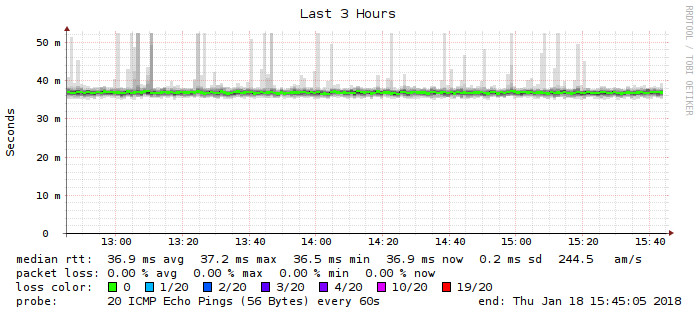 Last 3 Hours
RRDTOOL / TOBI OETIKER
Seconds
50 m
40 m
30 m
20 m
10 m
0
13:00 13:20 13:40 14:00 14:20 14:40 15:00 15:20 15:40
median rtt: 36.9 ms avg 37.2 ms max 36.5 ms min 36.9 ms now 0.2 ms sd 244.5 am/s
packet loss: 0.00 % avg 0.00 % max 0.00 % min 0.00 % now
loss color: 0 1/20 2/20 3/20 4/20 10/20 19/20
probe: 20 ICMP Echo Pings (56 Bytes) every 60s end: Thu Jan 18 15:45:05 2018